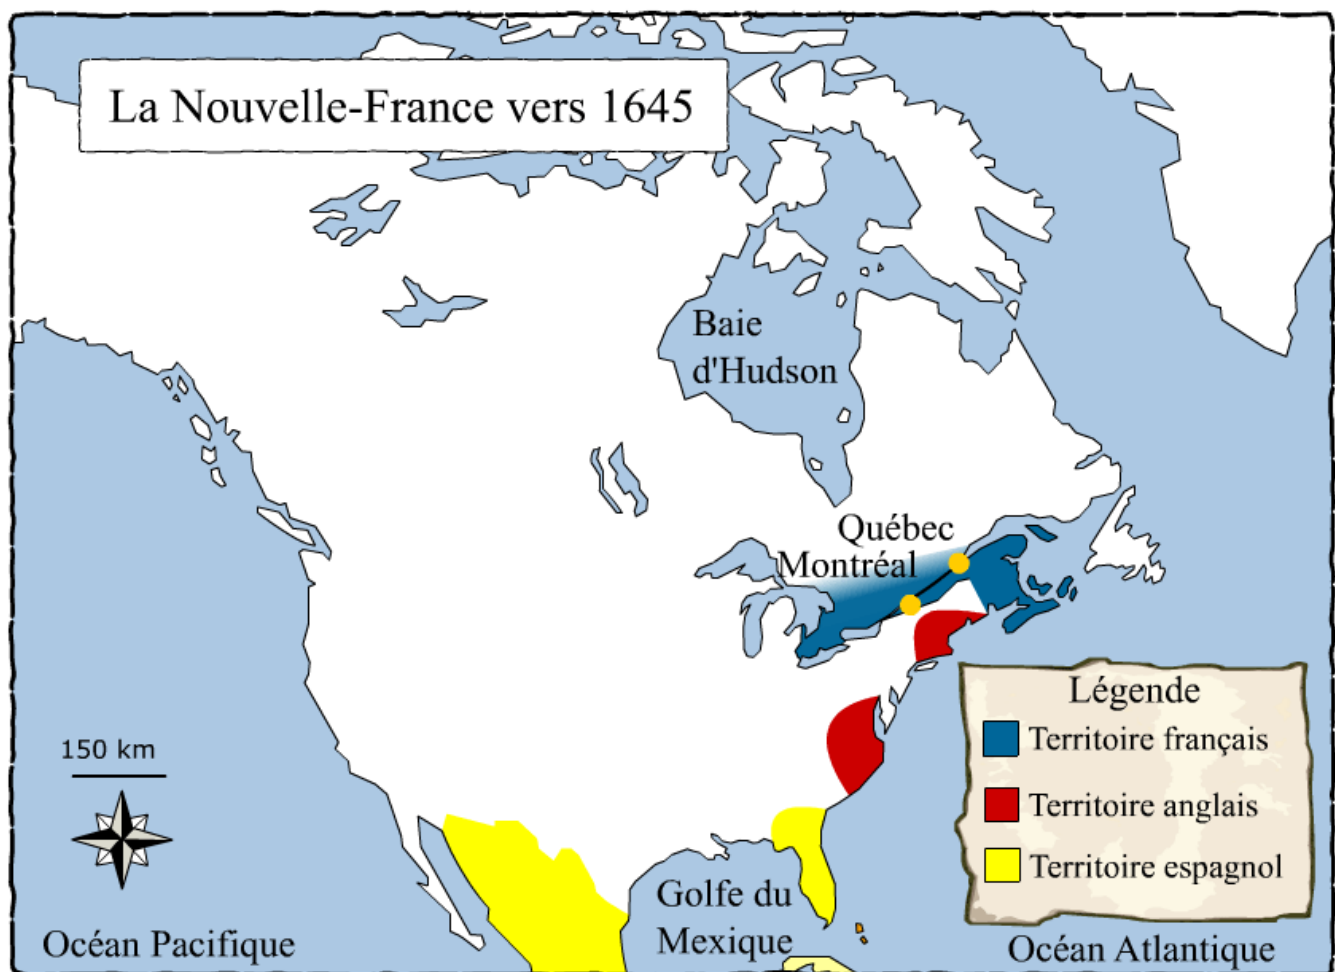 La Nouvelle-France vers 1645
Baie
d'Hudson
Québec
Montréal
Légende
Territoire français
150 km
Territoire anglais
Territoire espagnol
Golfe du
Mexique
Océan Pacifique
Océan Atlantique